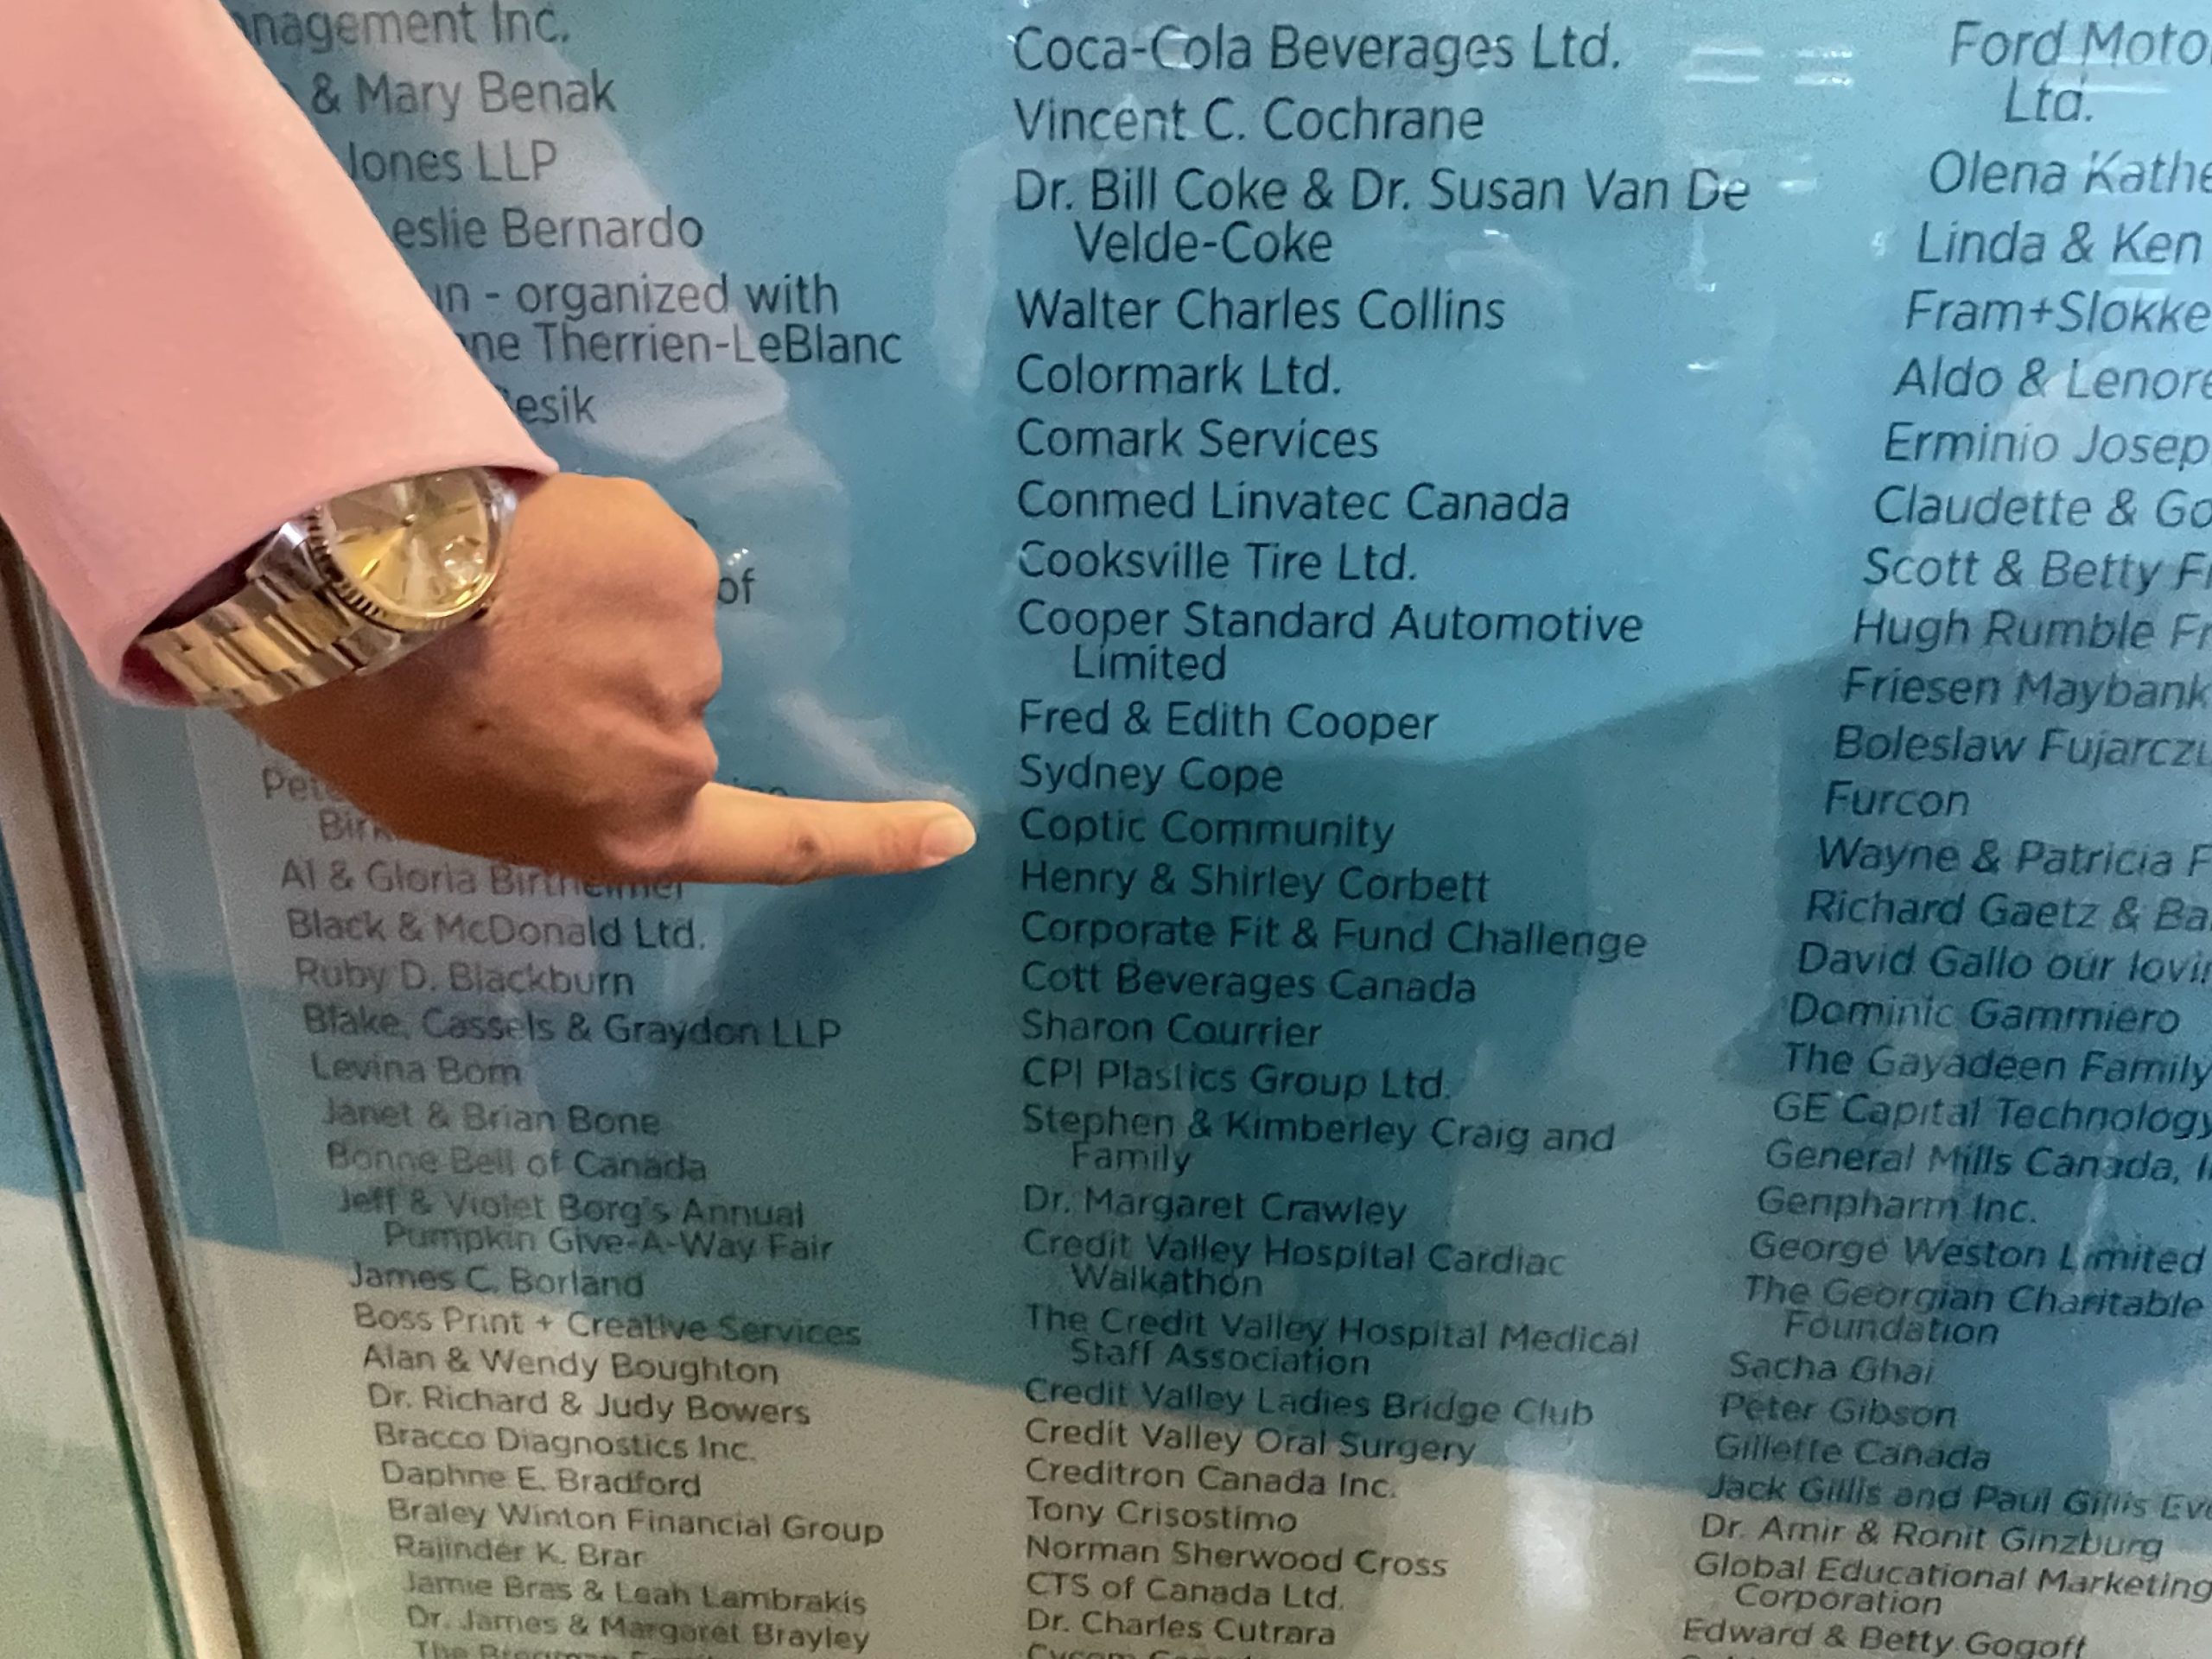 nagement Inc.
& Mary Benak
Jones LLP
eslie Bernardo
- organized with
Therrien-LeBlanc
esik
of
Al & Gloria
Black & McDonald Ltd.
Ruby D. Blackburn
Blake, Cassels & Graydon LLP
Levina Bom
Janet & Brian Bone
Bonne Bell of Canada
Jeff & Violet Borg's Annual
Pumpkin Give-A-Way Fair
James C. Borland
Boss Print + Creative Services
Alan & Wendy Boughton
Dr. Richard & Judy Bowers
Bracco Diagnostics Inc.
Daphne E. Bradford
Braley Winton Financial Group
Rajinder K. Brar
Jamie Bras & Leah Lambrakis
Dr. James & Margaret Brayley
The
Coca-Cola Beverages Ltd.
Vincent C. Cochrane
Dr. Bill Coke & Dr. Susan Van De
Velde-Coke
Walter Charles Collins
Colormark Ltd.
Comark Services
Conmed Linvatec Canada
Cooksville Tire Ltd.
Cooper Standard Automotive
Limited
Fred & Edith Cooper
Sydney Cope
Coptic Community
Henry & Shirley Corbett
Corporate Fit & Fund Challenge
Cott Beverages Canada
Sharon Courrier
CPI Plastics Group Ltd.
Stephen & Kimberley Craig and
Family
Dr. Margaret Crawley
Credit Valley Hospital Cardiac
Walkathon
The Credit Valley Hospital Medical
Staff Association
Credit Valley Ladies Bridge Club
Credit Valley Oral Surgery
Creditron Canada Inc.
Tony Crisostimo
Norman Sherwood Cross
CTS of Canada Ltd.
Dr. Charles Cutrara
Ford Moto
Ltd.
Olena Kathe
Linda & Ken
Fram+Slokke
Aldo & Lenore
Erminio Josep
Claudette & Go
Scott & Betty
Hugh Rumble Fr
Friesen Maybank
Boleslaw Fujarcz
Furcon
Wayne & Patricia F
Richard Gaetz & Ba
David Gallo our lovi
Dominic Gammiero
The Gayadeen Family
GE Capital Technology
General Mills Canada,
Genpharm Inc.
George Weston Limited
The Georgian Charitable
Foundation
Sacha Ghai
Peter Gibson
Gillette Canada
Jack Gillis and Paul Gillis Eve
Dr. Amir & Ronit Ginzburg
Global Educational Marketing
Corporation
Edward & Betty Gogoff